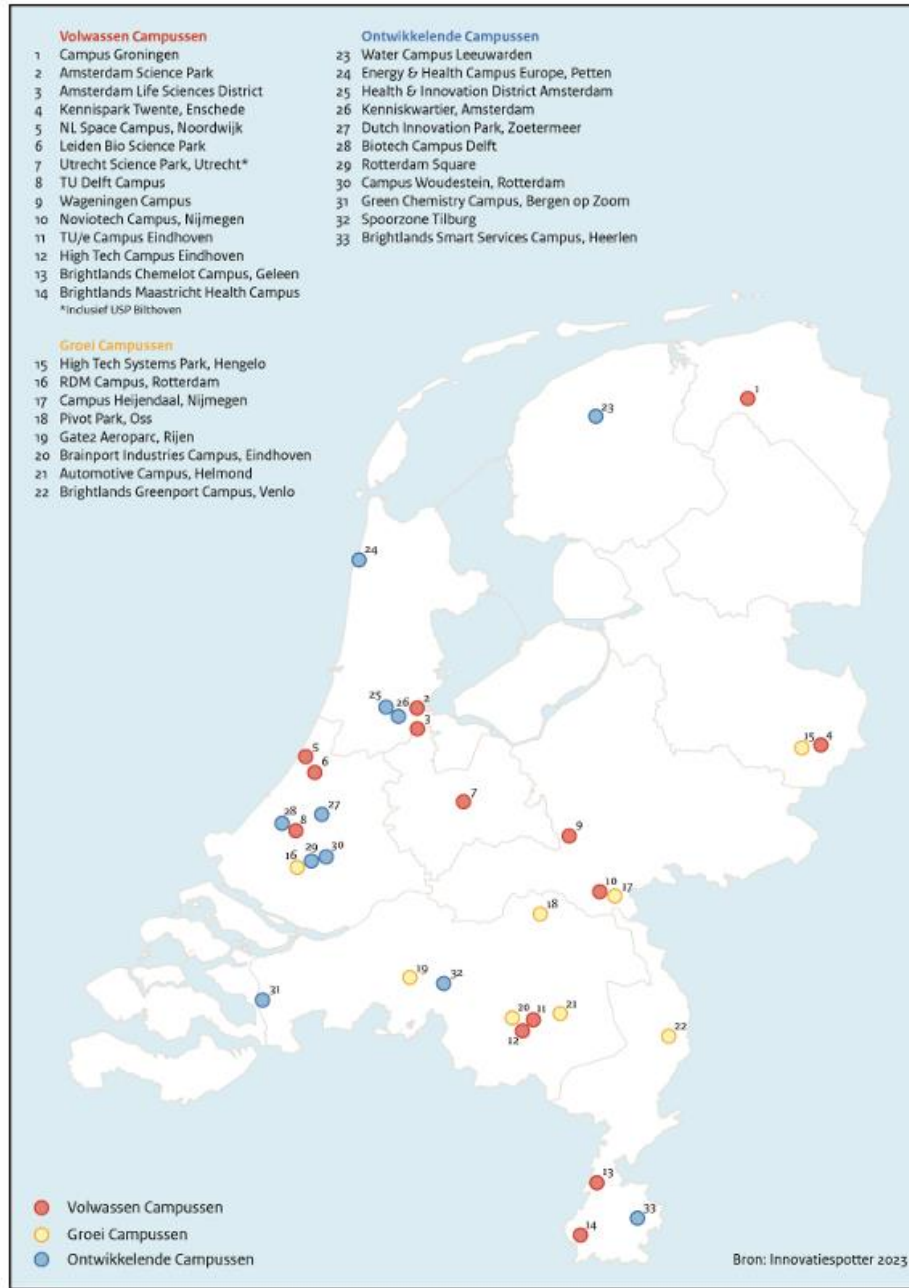 Volwassen Campussen
1 Campus Groningen
2 Amsterdam Science Park
3 Amsterdam Life Sciences District
4 Kennispark Twente, Enschede
5 NL Space Campus, Noordwijk
6 Leiden Bio Science Park
7 Utrecht Science Park, Utrecht*
8 TU Delft Campus
9 Wageningen Campus
10 Noviotech Campus, Nijmegen
11 TU/e Campus Eindhoven
12 High Tech Campus Eindhoven
13 Brightlands Chemelot Campus, Geleen
14 Brightlands Maastricht Health Campus
*Inclusief USP Bilthoven
Groei Campussen
15 High Tech Systems Park, Hengelo
16 RDM Campus, Rotterdam
17 Campus Heijendaal, Nijmegen
18 Pivot Park, Oss
19 Gate2 Aeroparc, Rijen
20 Brainport Industries Campus, Eindhoven
21 Automotive Campus, Helmond
22 Brightlands Greenport Campus, Venlo
Ontwikkelende Campussen
23 Water Campus Leeuwarden
24 Energy & Health Campus Europe, Petten
25 Health & Innovation District Amsterdam
26 Kenniskwartier, Amsterdam
27 Dutch Innovation Park, Zoetermeer
28 Biotech Campus Delft
29 Rotterdam Square
30 Campus Woudestein, Rotterdam
31 Green Chemistry Campus, Bergen op Zoom
32 Spoorzone Tilburg
33 Brightlands Smart Services Campus, Heerlen
1
23
24
25
26
2
3
15
4
5
6
7
28
27
8
9
16
29
30
10
17
18
19
32
31
20
11
21
12
22
13
33
14
Volwassen Campussen
Groei Campussen
Ontwikkelende Campussen
Bron: Innovatiespotter 2023